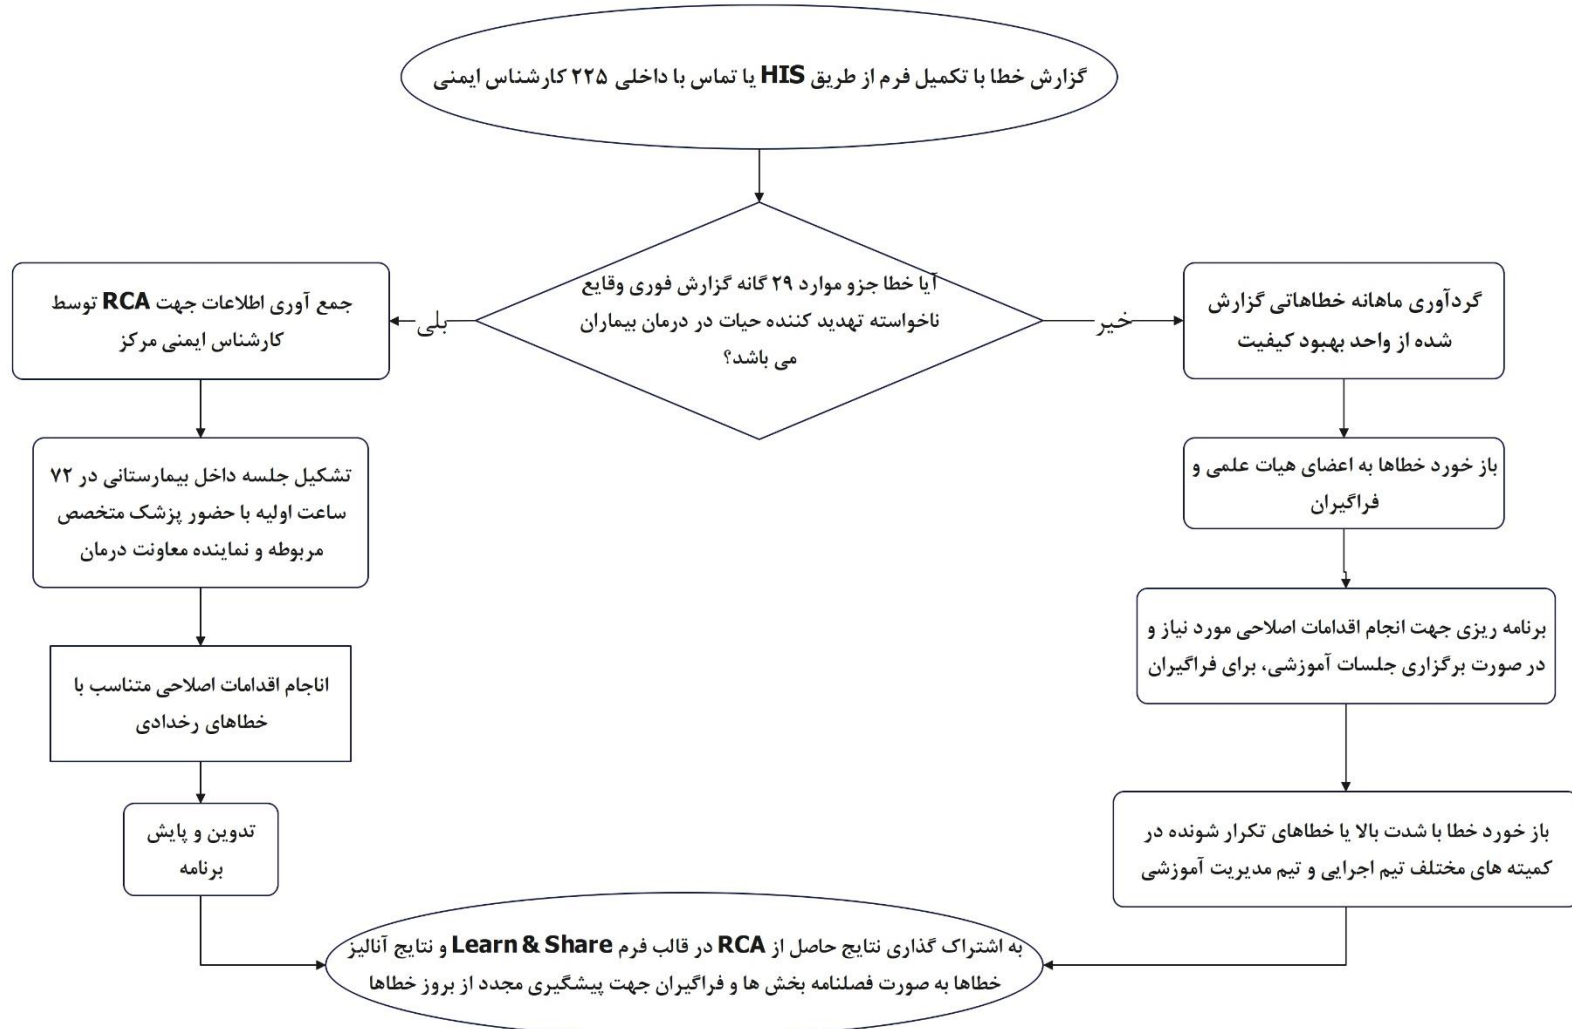 گزارش خطا با تکمیل فرم از طریق HIS یا تماس با داخلی ۲۲۵ کارشناس ایمنی
آیا خطا جزو موارد ۲۹ گانه گزارش فوری وقایع
ناخواسته تهدید کننده حیات در درمان بیماران
می باشد؟
خیر
بلی
گردآوری ماهانه خطاهاتی گزارش
شده از واحد بهبود کیفیت
باز خورد خطاها به اعضای هیات علمی و
فراگیران
برنامه ریزی جهت انجام اقدامات اصلاحی مورد نیاز و
در صورت برگزاری جلسات آموزشی، برای فراگیران
باز خورد خطا با شدت بالا یا خطاهای تکرار شونده در
کمیته های مختلف تیم اجرایی و تیم مدیریت آموزشی
جمع آوری اطلاعات جهت RCA توسط
کارشناس ایمنی مرکز
تشکیل جلسه داخل بیمارستانی در ۷۲
ساعت اولیه با حضور پزشک متخصص
مربوطه و نماینده معاونت درمان
اناجام اقدامات اصلاحی متناسب با
خطاهای رخدادی
تدوین و پایش
برنامه
به اشتراک گذاری نتایج حاصل از RCA در قالب فرم Learn & Share و نتایج آنالیز
خطاها به صورت فصلنامه بخش ها و فراگیران جهت پیشگیری مجدد از بروز خطاها